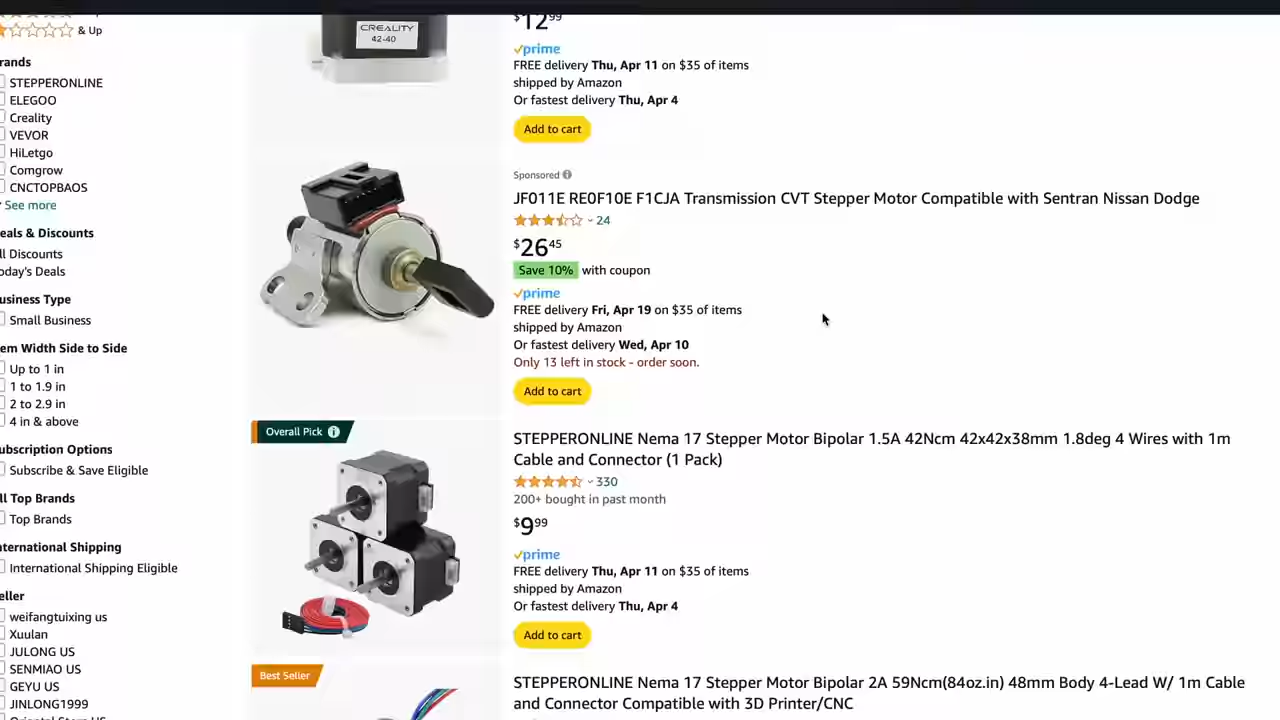 & Up
rands
STEPPERONLINE
ELEGOO
Creality
VEVOR
HiLetgo
Comgrow
CNCTOPBAOS
See more
eals & Discounts
ll Discounts
oday's Deals
usiness Type
Small Business
em Width Side to Side
Up to 1 in
1 to 1.9 in
2 to 2.9 in
4 in & above
ubscription Options
Subscribe & Save Eligible
ll Top Brands
Top Brands
nternational Shipping
International Shipping Eligible
eller
weifangtuixing us
Xuulan
JULONG US
SENMIAO US
GEYU US
JINLONG1999
CREALITY
42-40
$12.99
prime
FREE delivery Thu, Apr 11 on $35 of items
shipped by Amazon
Or fastest delivery Thu, Apr 4
Add to cart
Sponsored
JF011E RE0F10E F1CJA Transmission CVT Stepper Motor Compatible with Sentran Nissan Dodge
24
$26.45
Save 10% with coupon
prime
FREE delivery Fri, Apr 19 on $35 of items
shipped by Amazon
Or fastest delivery Wed, Apr 10
Only 13 left in stock - order soon.
Add to cart
Overall Pick
STEPPERONLINE Nema 17 Stepper Motor Bipolar 1.5A 42Ncm 42x42x38mm 1.8deg 4 Wires with 1m
Cable and Connector (1 Pack)
330
200+ bought in past month
$9.99
prime
FREE delivery Thu, Apr 11 on $35 of items
shipped by Amazon
Or fastest delivery Thu, Apr 4
Add to cart
Best Seller
STEPPERONLINE Nema 17 Stepper Motor Bipolar 2A 59Ncm(84oz.in) 48mm Body 4-Lead W/ 1m Cable
and Connector Compatible with 3D Printer/CNC